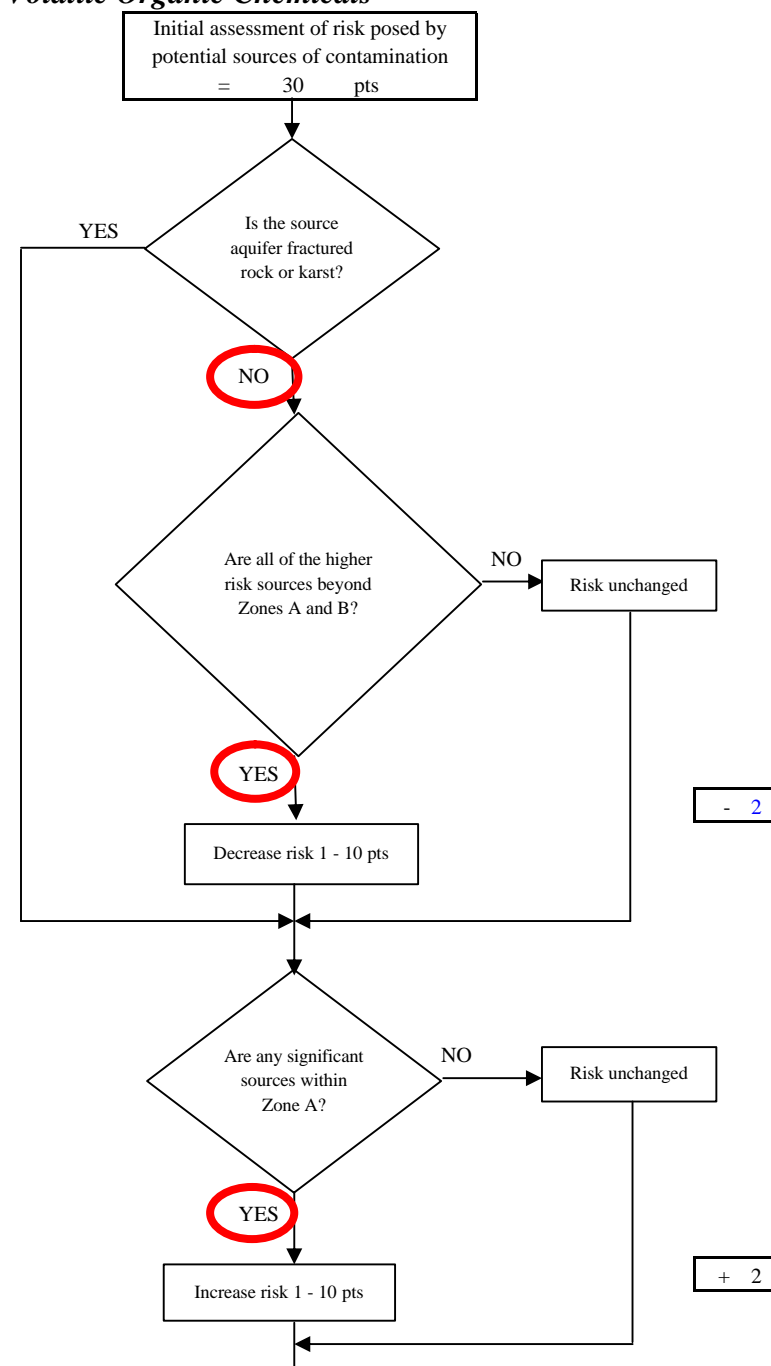 Volatile Organic Chemicals
Initial assessment of risk posed by
potential sources of contamination
= 30 pts
YES
Is the source
aquifer fractured
rock or karst?
NO
Are all of the higher
risk sources beyond
Zones A and B?
NO
Risk unchanged
YES
- 2
Decrease risk 1 - 10 pts
Are any significant
sources within
Zone A?
NO
Risk unchanged
YES
+ 2
Increase risk 1 - 10 pts